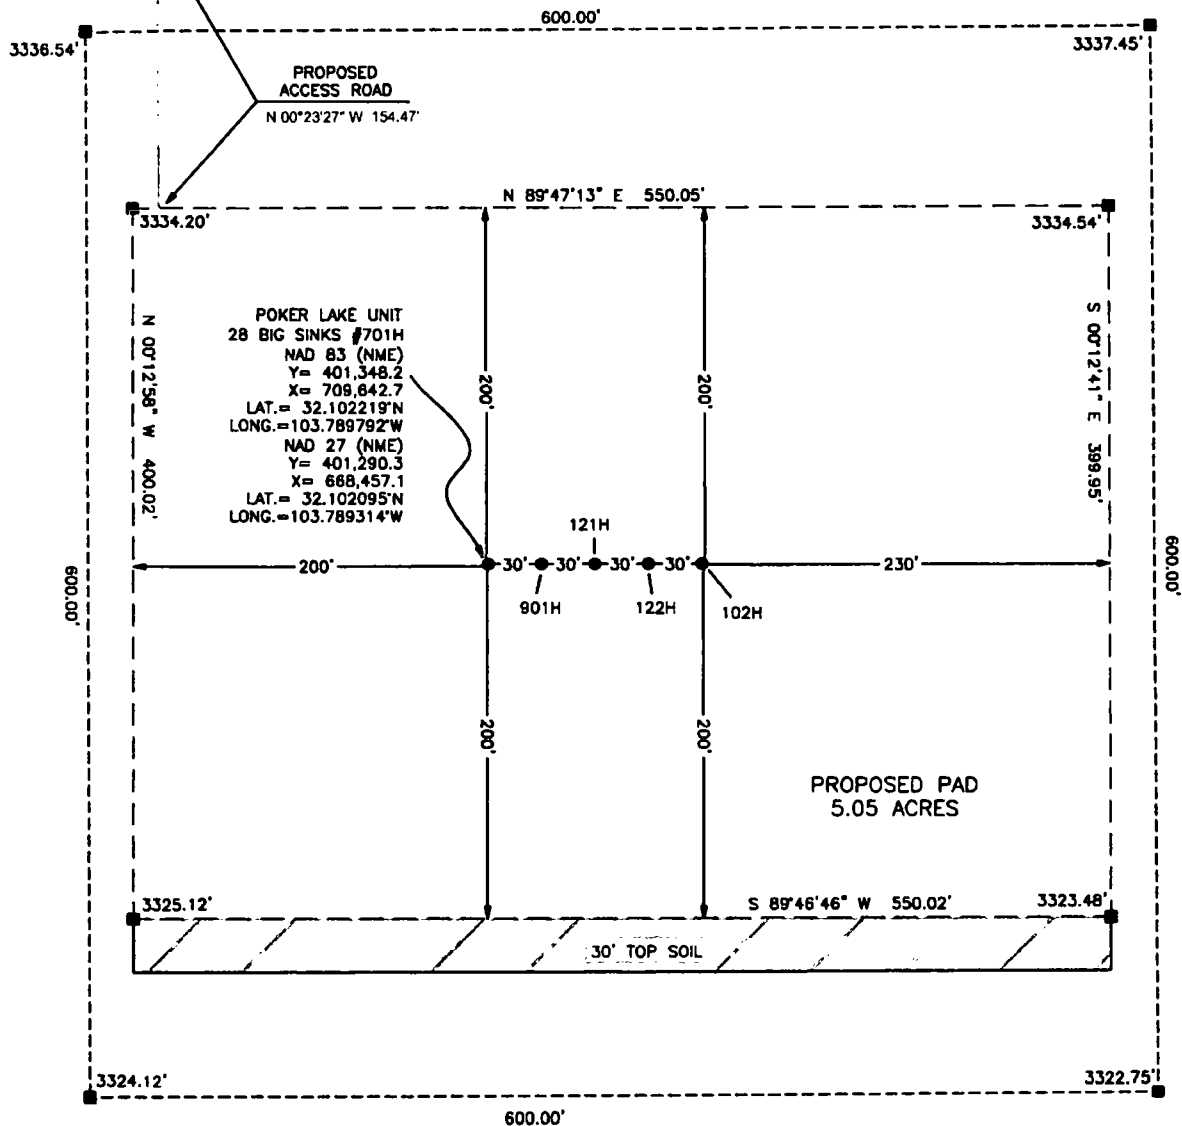 600.00'
3336.54'
3337.45'
PROPOSED
ACCESS ROAD
N 00°23'27" W 154.47'
N 89°47'13" E 550.05'
3334.20'
3334.54'
N 00°12'58" W 400.02'
S 00°12'41" E 399.95'
POKER LAKE UNIT
28 BIG SINKS #701H
NAD 83 (NME)
Y= 401,348.2
X= 709,642.7
LAT.= 32.102219°N
LONG.=103.789792°W
NAD 27 (NME)
Y= 401,290.3
X= 668,457.1
LAT.= 32.102095°N
LONG.=103.789314°W
200'
200'
121H
200'
30'
30'
30'
30'
230'
901H
122H
102H
600.00'
600.00'
200'
200'
PROPOSED PAD
5.05 ACRES
3325.12'
S 89°46'46" W 550.02'
3323.48'
30' TOP SOIL
3324.12'
3322.75'
600.00'